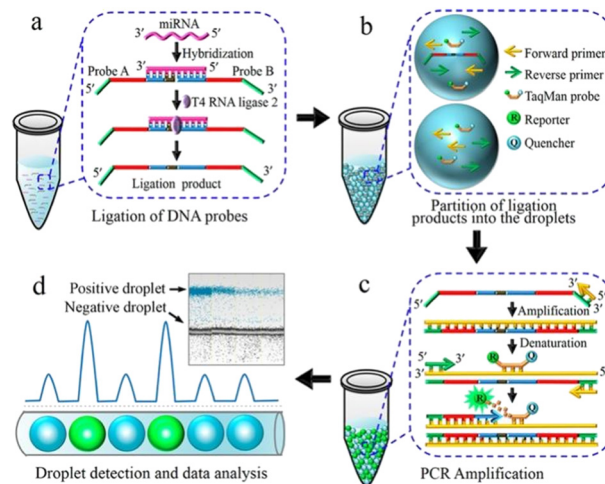 a
miRNA
3′ 5′
Hybridization
Probe A 3′ 5′ Probe B
5′ 3′
T4 RNA ligase 2
5′ 3′
Ligation product
Ligation of DNA probes
b
Forward primer
Reverse primer
TaqMan probe
R Reporter
Q Quencher
Partition of ligation
products into the droplets
c
5′ 3′ 5′
Amplification
Denaturation
5′ 3′ R Q
3′ 5′
3′ 5′
R Q
PCR Amplification
d
Positive droplet
Negative droplet
Droplet detection and data analysis